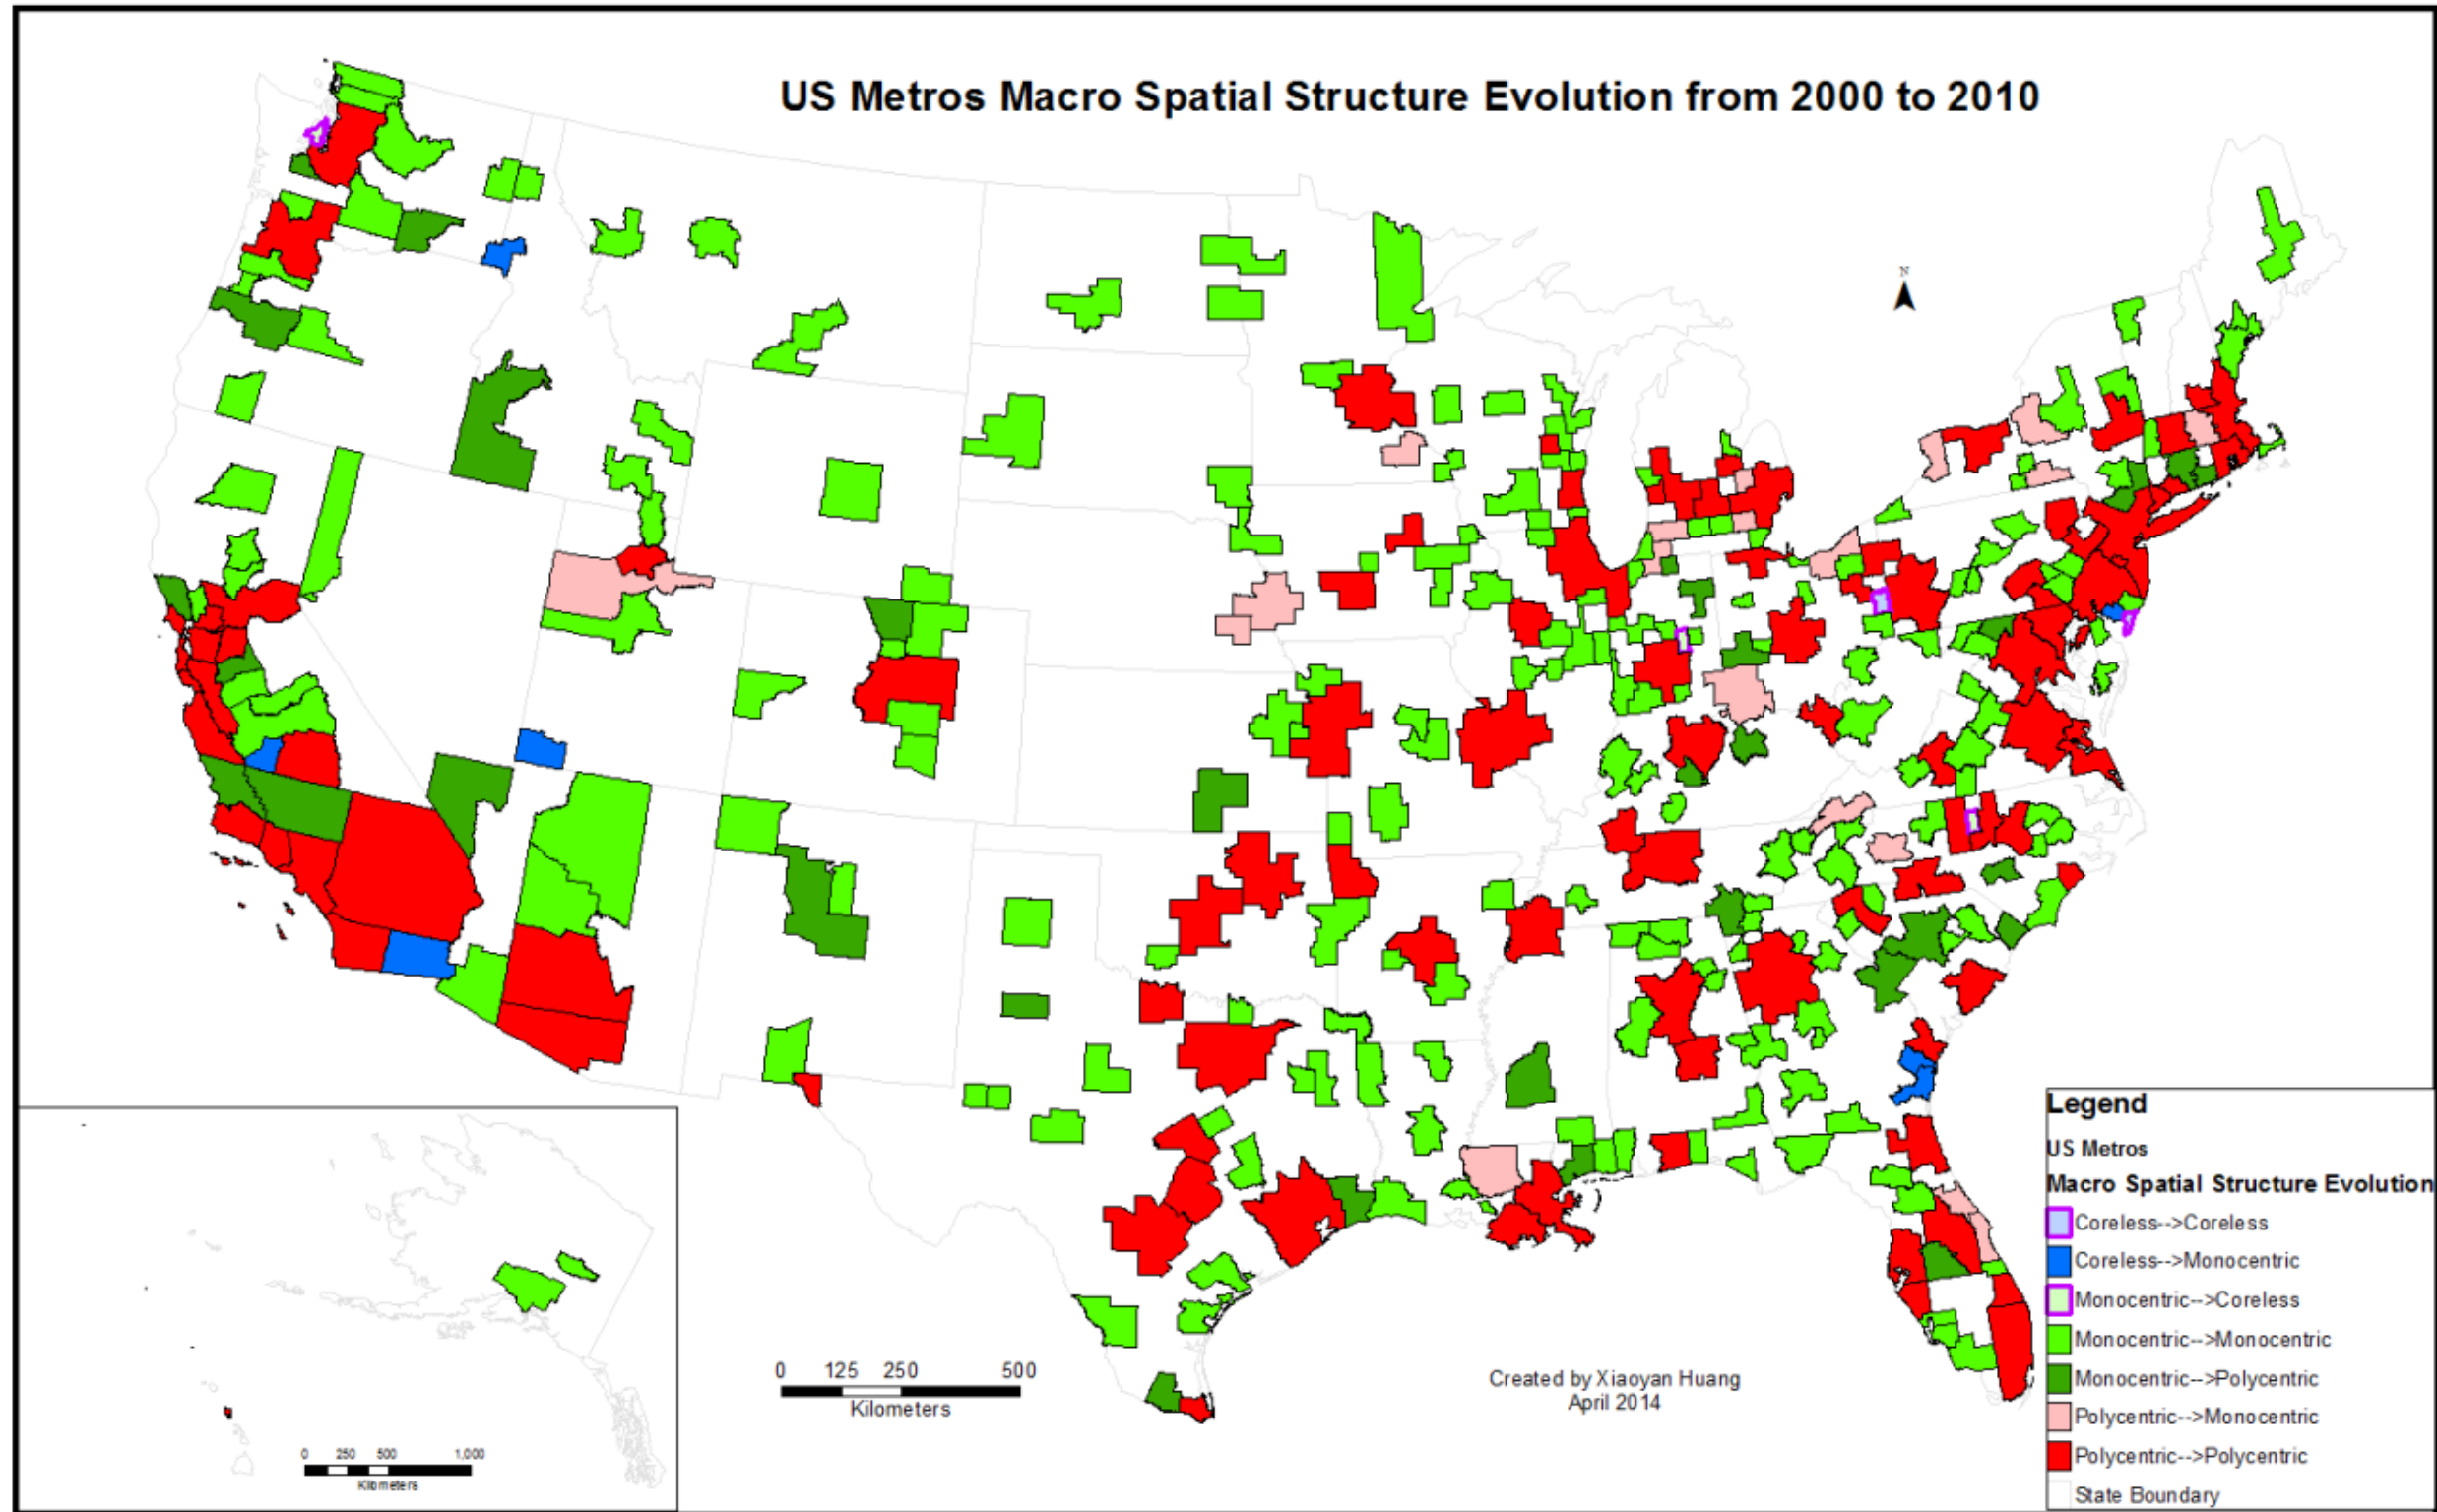 US Metros Macro Spatial Structure Evolution from 2000 to 2010
N
Legend
US Metros
Macro Spatial Structure Evolution
Coreless-->Coreless
Coreless-->Monocentric
Monocentric-->Coreless
Monocentric-->Monocentric
Monocentric-->Polycentric
Polycentric-->Monocentric
Polycentric-->Polycentric
State Boundary
0 125 250 500
Kilometers
Created by Xiaoyan Huang
April 2014
0 250 500 1,000
Kilometers